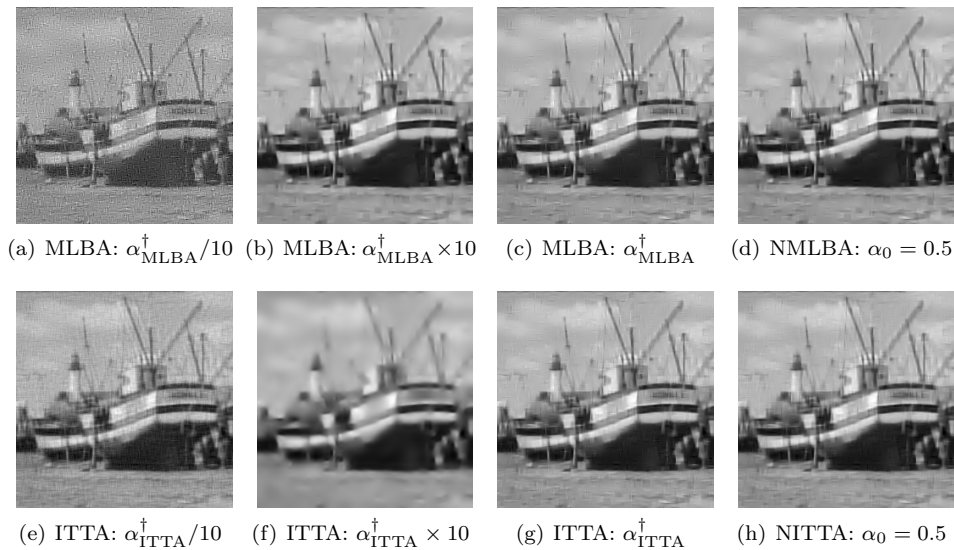 (a) MLBA: α†MLBA/10 (b) MLBA: α†MLBA×10 (c) MLBA: α†MLBA (d) NMLBA: α0 = 0.5
(e) ITTA: α†ITTA/10 (f) ITTA: α†ITTA × 10 (g) ITTA: α†ITTA (h) NITTA: α0 = 0.5